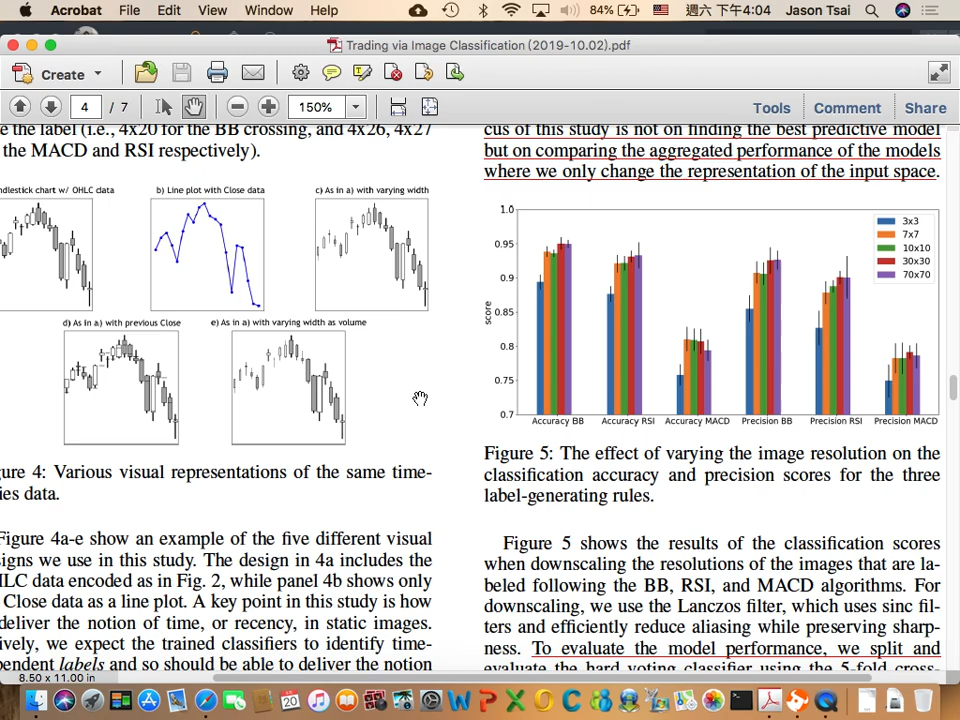 Acrobat File Edit View Window Help 84% 週六 下午4:04 Jason Tsai
Trading via Image Classification (2019-10.02).pdf
Create
4 / 7 150% Tools Comment Share
e the label (i.e., 4x20 for the BB crossing, and 4x26, 4x27
the MACD and RSI respectively).
ndlestick chart w/ OHLC data
b) Line plot with Close data
c) As in a) with varying width
d) As in a) with previous Close
e) As in a) with varying width as volume
gure 4: Various visual representations of the same time-
ies data.
Figure 4a-e show an example of the five different visual
signs we use in this study. The design in 4a includes the
HLC data encoded as in Fig. 2, while panel 4b shows only
Close data as a line plot. A key point in this study is how
deliver the notion of time, or recency, in static images.
tively, we expect the trained classifiers to identify time-
pendent labels and so should be able to deliver the notion
cus of this study is not on finding the best predictive model
but on comparing the aggregated performance of the models
where we only change the representation of the input space.
1.0
0.95
0.9
0.85
0.8
0.75
0.7
score
3x3
7x7
10x10
30x30
70x70
Accuracy BB Accuracy RSI Accuracy MACD Precision BB Precision RSI Precision MACD
Figure 5: The effect of varying the image resolution on the
classification accuracy and precision scores for the three
label-generating rules.
Figure 5 shows the results of the classification scores
when downscaling the resolutions of the images that are la-
beled following the BB, RSI, and MACD algorithms. For
downscaling, we use the Lanczos filter, which uses sinc fil-
ters and efficiently reduce aliasing while preserving sharp-
ness. To evaluate the model performance, we split and
evaluate the hard voting classifier using the 5-fold cross-
8.50 x 11.00 in